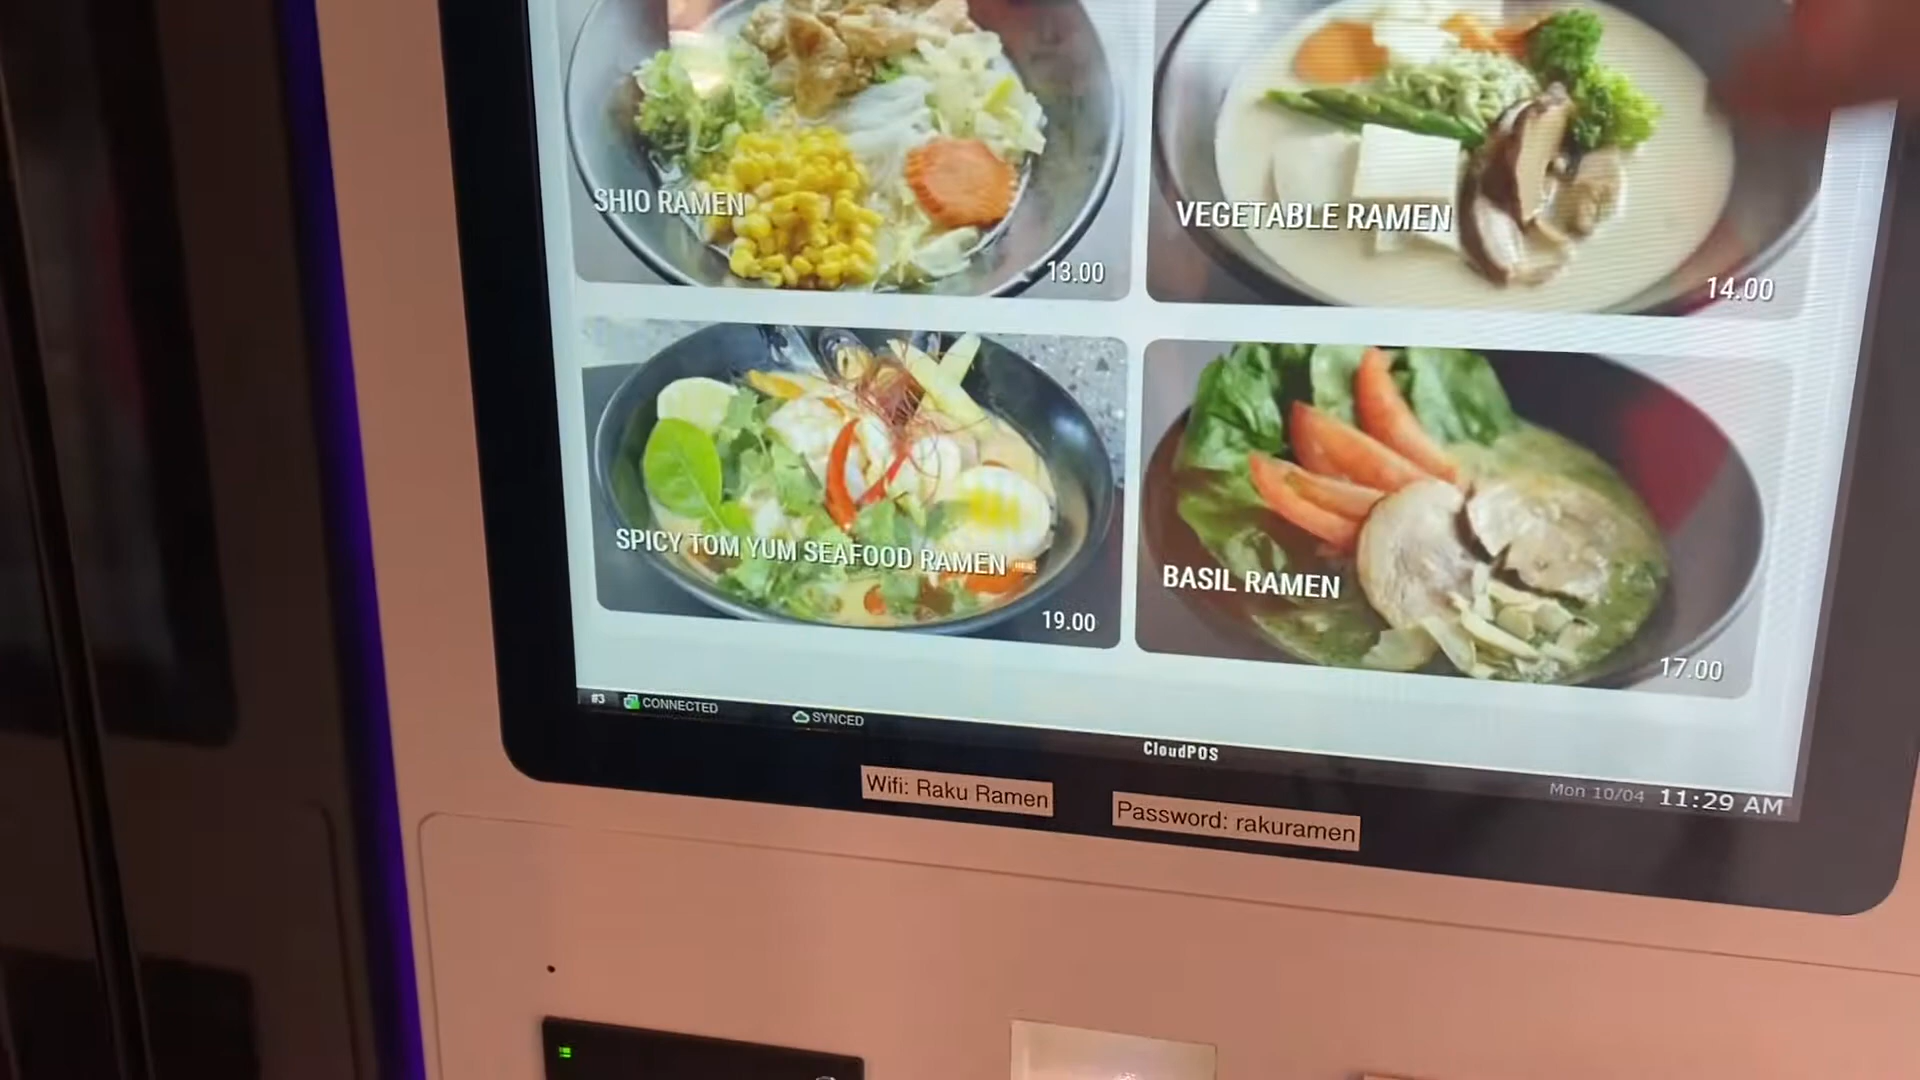 SHIO RAMEN
13.00
VEGETABLE RAMEN
14.00
SPICY TOM YUM SEAFOOD RAMEN
19.00
BASIL RAMEN
17.00
#3 CONNECTED SYNCED
CloudPOS
Mon 10/04 11:29 AM
Wifi: Raku Ramen
Password: rakuramen